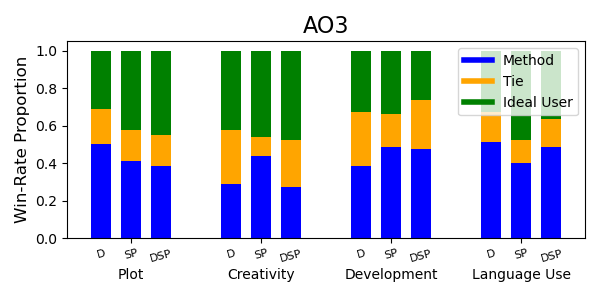 AO3
Win-Rate Proportion
1.0
0.8
0.6
0.4
0.2
0.0
Method
Tie
Ideal User
D SP DSP D SP DSP D SP DSP D SP DSP
Plot Creativity Development Language Use